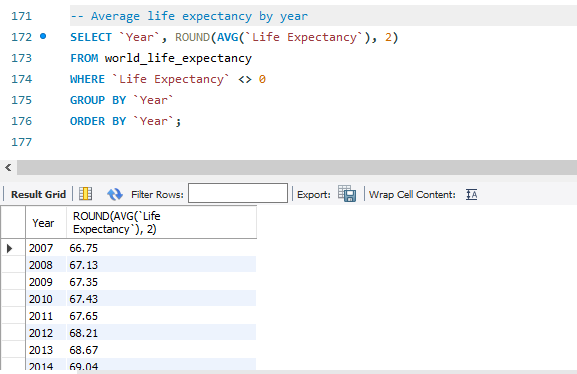 171 -- Average life expectancy by year
172 SELECT `Year`, ROUND(AVG(`Life Expectancy`), 2)
173 FROM world_life_expectancy
174 WHERE `Life Expectancy` <> 0
175 GROUP BY `Year`
176 ORDER BY `Year`;
177
Result Grid Filter Rows: Export: Wrap Cell Content: IA
Year ROUND(AVG(`Life
Expectancy`), 2)
2007 66.75
2008 67.13
2009 67.35
2010 67.43
2011 67.65
2012 68.21
2013 68.67
2014 69.04